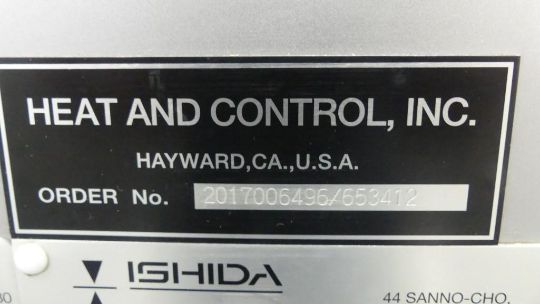 HEAT AND CONTROL, INC.
HAYWARD,CA.,U.S.A.
ORDER No. 2017006496/653412
ISHIDA
44 SANNO-CHO,